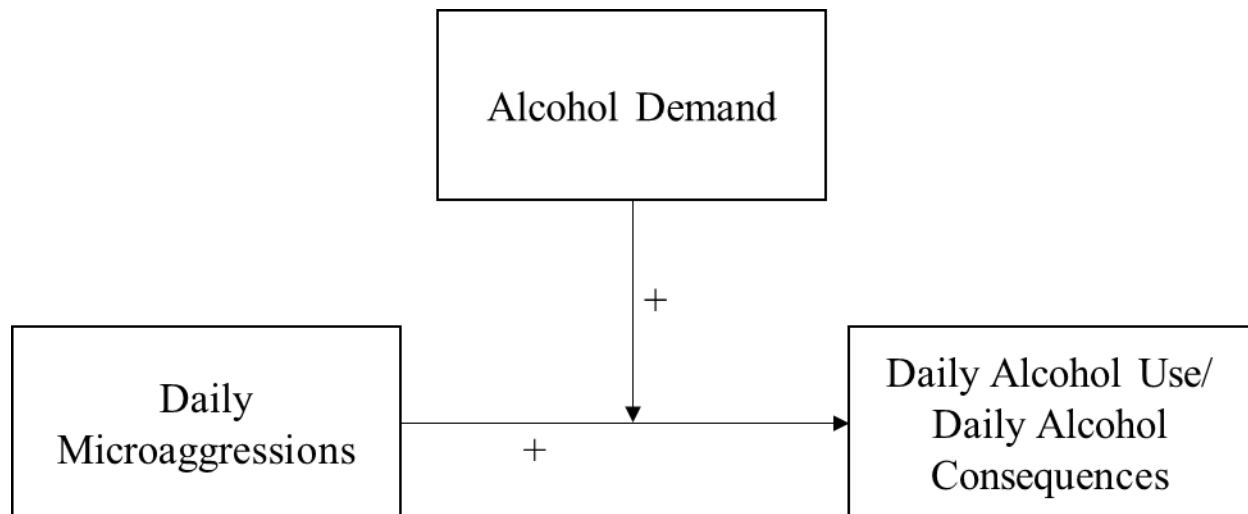 Alcohol Demand
+
Daily
Microaggressions
+
Daily Alcohol Use/
Daily Alcohol
Consequences